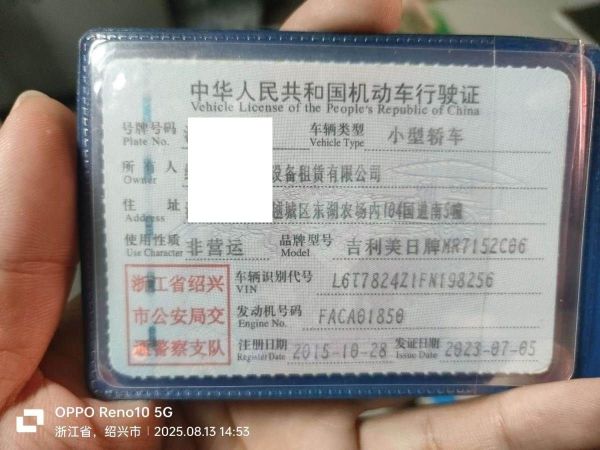 中华人民共和国机动车行驶证
Vehicle License of the People's Republic of China
号牌号码 车辆类型 小型轿车
Plate No. Vehicle Type
所有人 设备租赁有限公司
Owner
住址 越城区东湖农场内104国道南5幢
Address
使用性质 非营运 品牌型号 吉利美日牌MR7152C06
Use Character Model
浙江省绍兴 车辆识别代号 L6T7824Z1FN198256
VIN
市公安局交 发动机号码 FACA01850
Engine No.
通警察支队 注册日期 2015-10-28 发证日期 2023-07-05
Register Date Issue Date
OPPO Reno10 5G
浙江省，绍兴市 | 2025.08.13 14:53